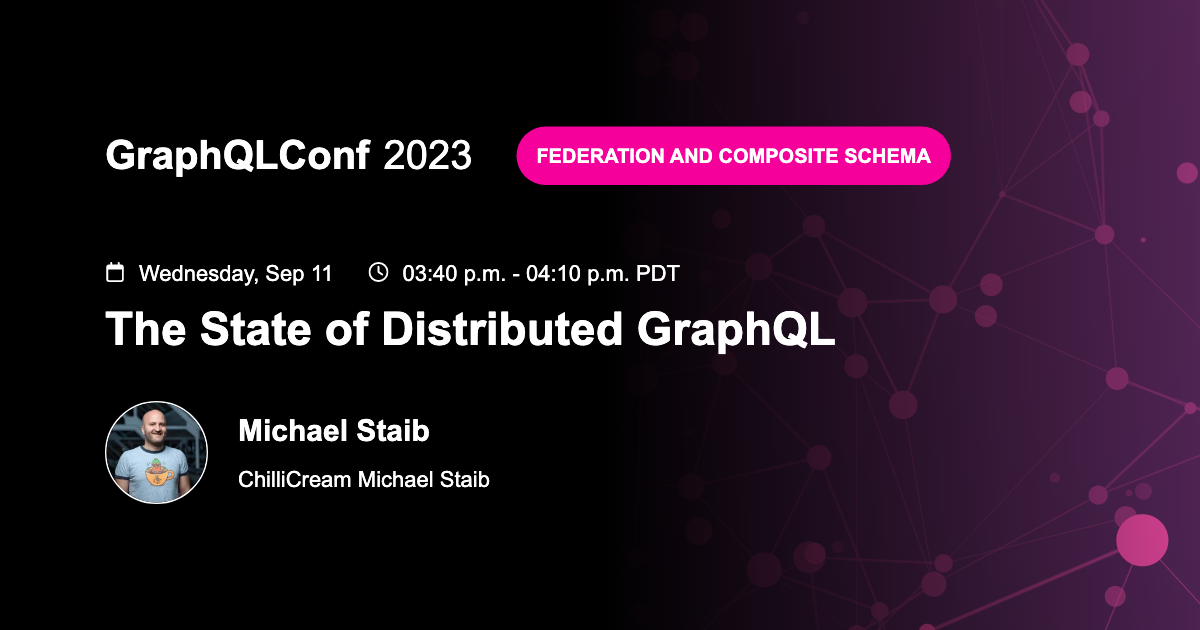 GraphQLConf 2023
FEDERATION AND COMPOSITE SCHEMA
Wednesday, Sep 11 03:40 p.m. - 04:10 p.m. PDT
The State of Distributed GraphQL
Michael Staib
ChilliCream Michael Staib